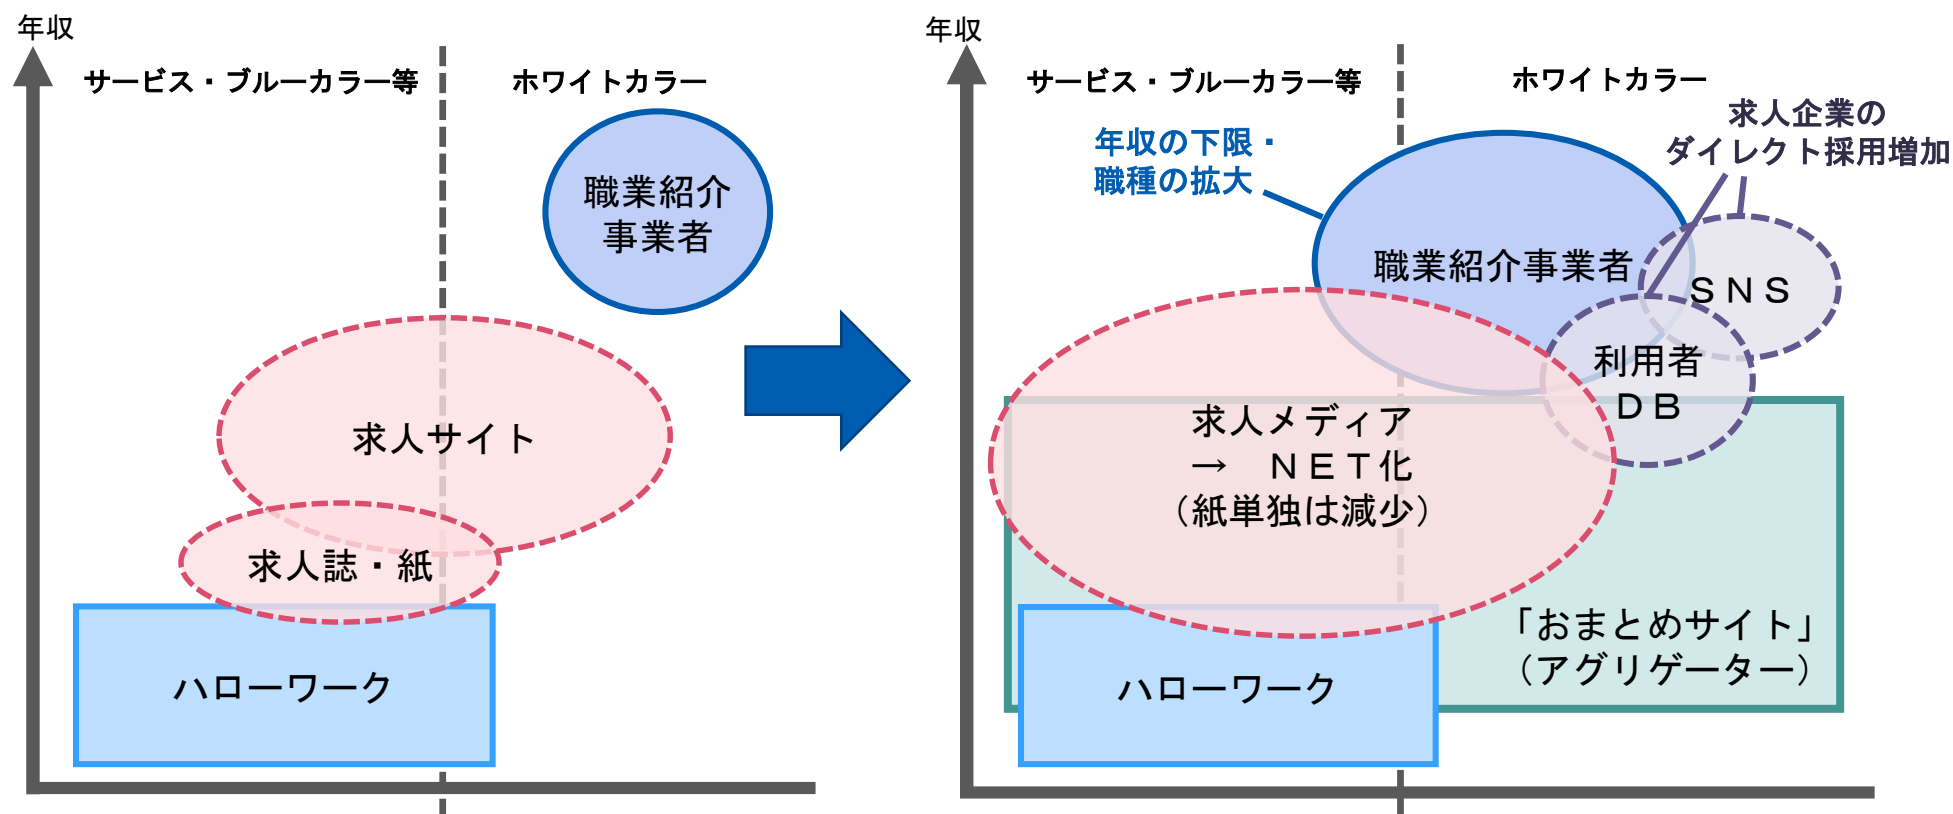 年収
サービス・ブルーカラー等
ホワイトカラー
職業紹介
事業者
求人サイト
求人誌・紙
ハローワーク
年収
サービス・ブルーカラー等
ホワイトカラー
求人企業の
ダイレクト採用増加
年収の下限・
職種の拡大
職業紹介事業者
ＳＮＳ
利用者
ＤＢ
求人メディア
→　ＮＥＴ化
（紙単独は減少）
「おまとめサイト」
（アグリゲーター）
ハローワーク